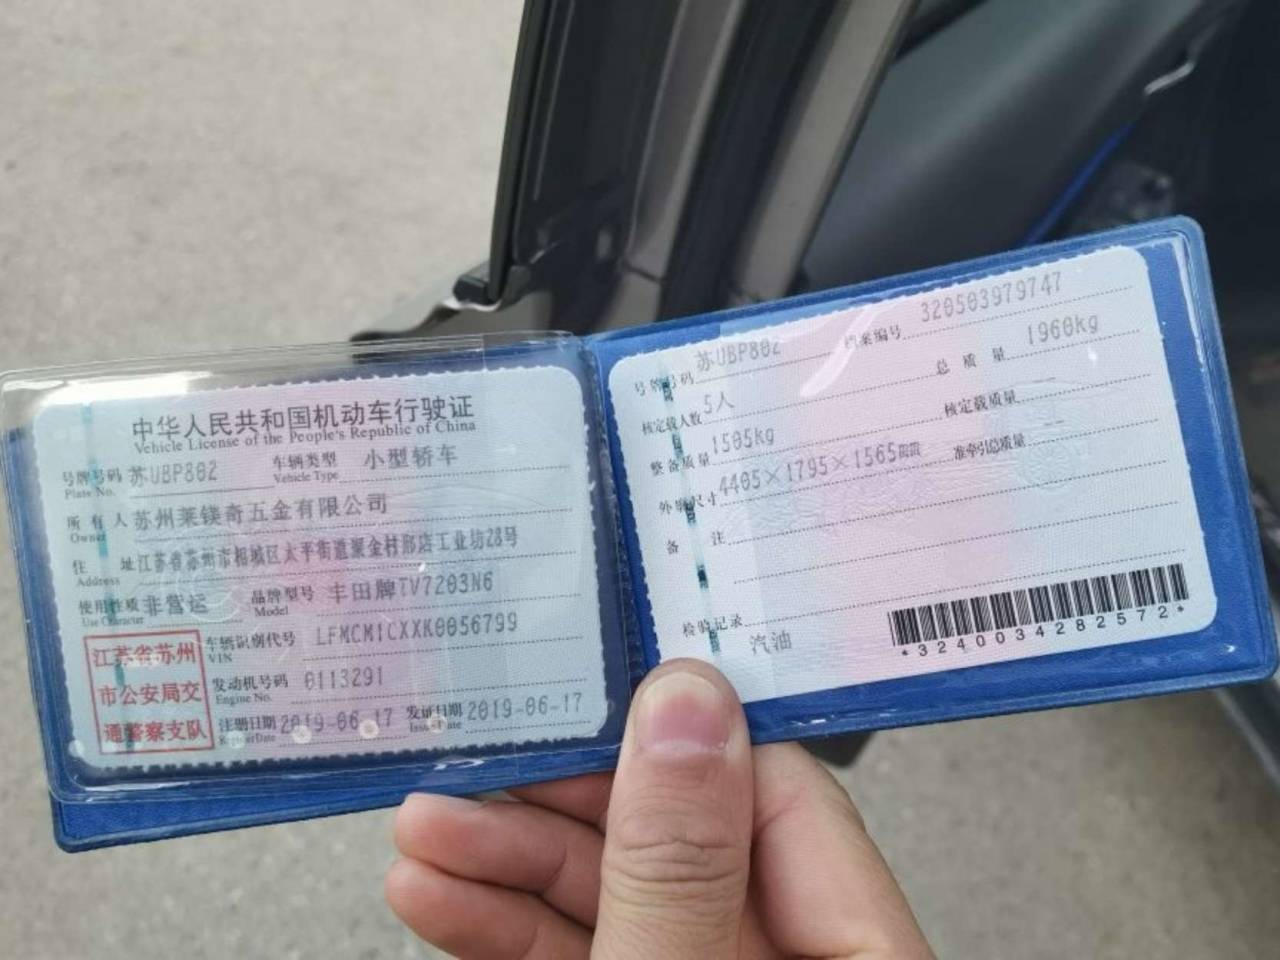 中华人民共和国机动车行驶证
Vehicle License of the People's Republic of China
号牌号码 苏UBP802 车辆类型 小型轿车
Plate No. Vehicle Type
所有人 苏州莱镁奇五金有限公司
Owner
住址 江苏省苏州市相城区太平街道聚金村邢店工业坊28号
Address
使用性质 非营运 品牌型号 丰田牌TV7203N6
Use Character Model
车辆识别代号 LFMCM1CXXK0056799
VIN
发动机号码 0113291
Engine No.
注册日期 2019-06-17 发证日期 2019-06-17
Register Date Issue Date
江苏省苏州
市公安局交
通警察支队
号牌号码 苏UBP802 档案编号 320503979747
核定载人数 5人 总质量 1960kg
整备质量 1505kg 核定载质量 —
外廓尺寸 4405×1795×1565mm 准牵引总质量 —
备注
检验记录
汽油
*3240034282572*